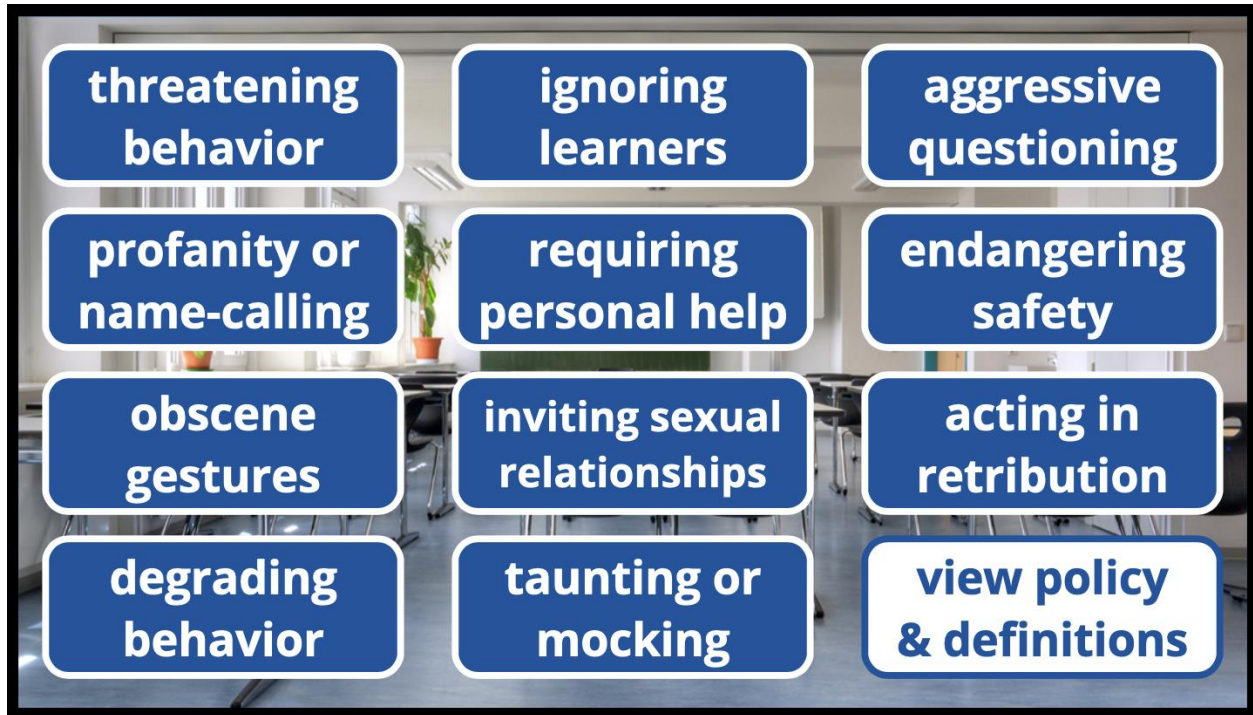 threatening
behavior
ignoring
learners
aggressive
questioning
profanity or
name-calling
requiring
personal help
endangering
safety
obscene
gestures
inviting sexual
relationships
acting in
retribution
degrading
behavior
taunting or
mocking
view policy
& definitions